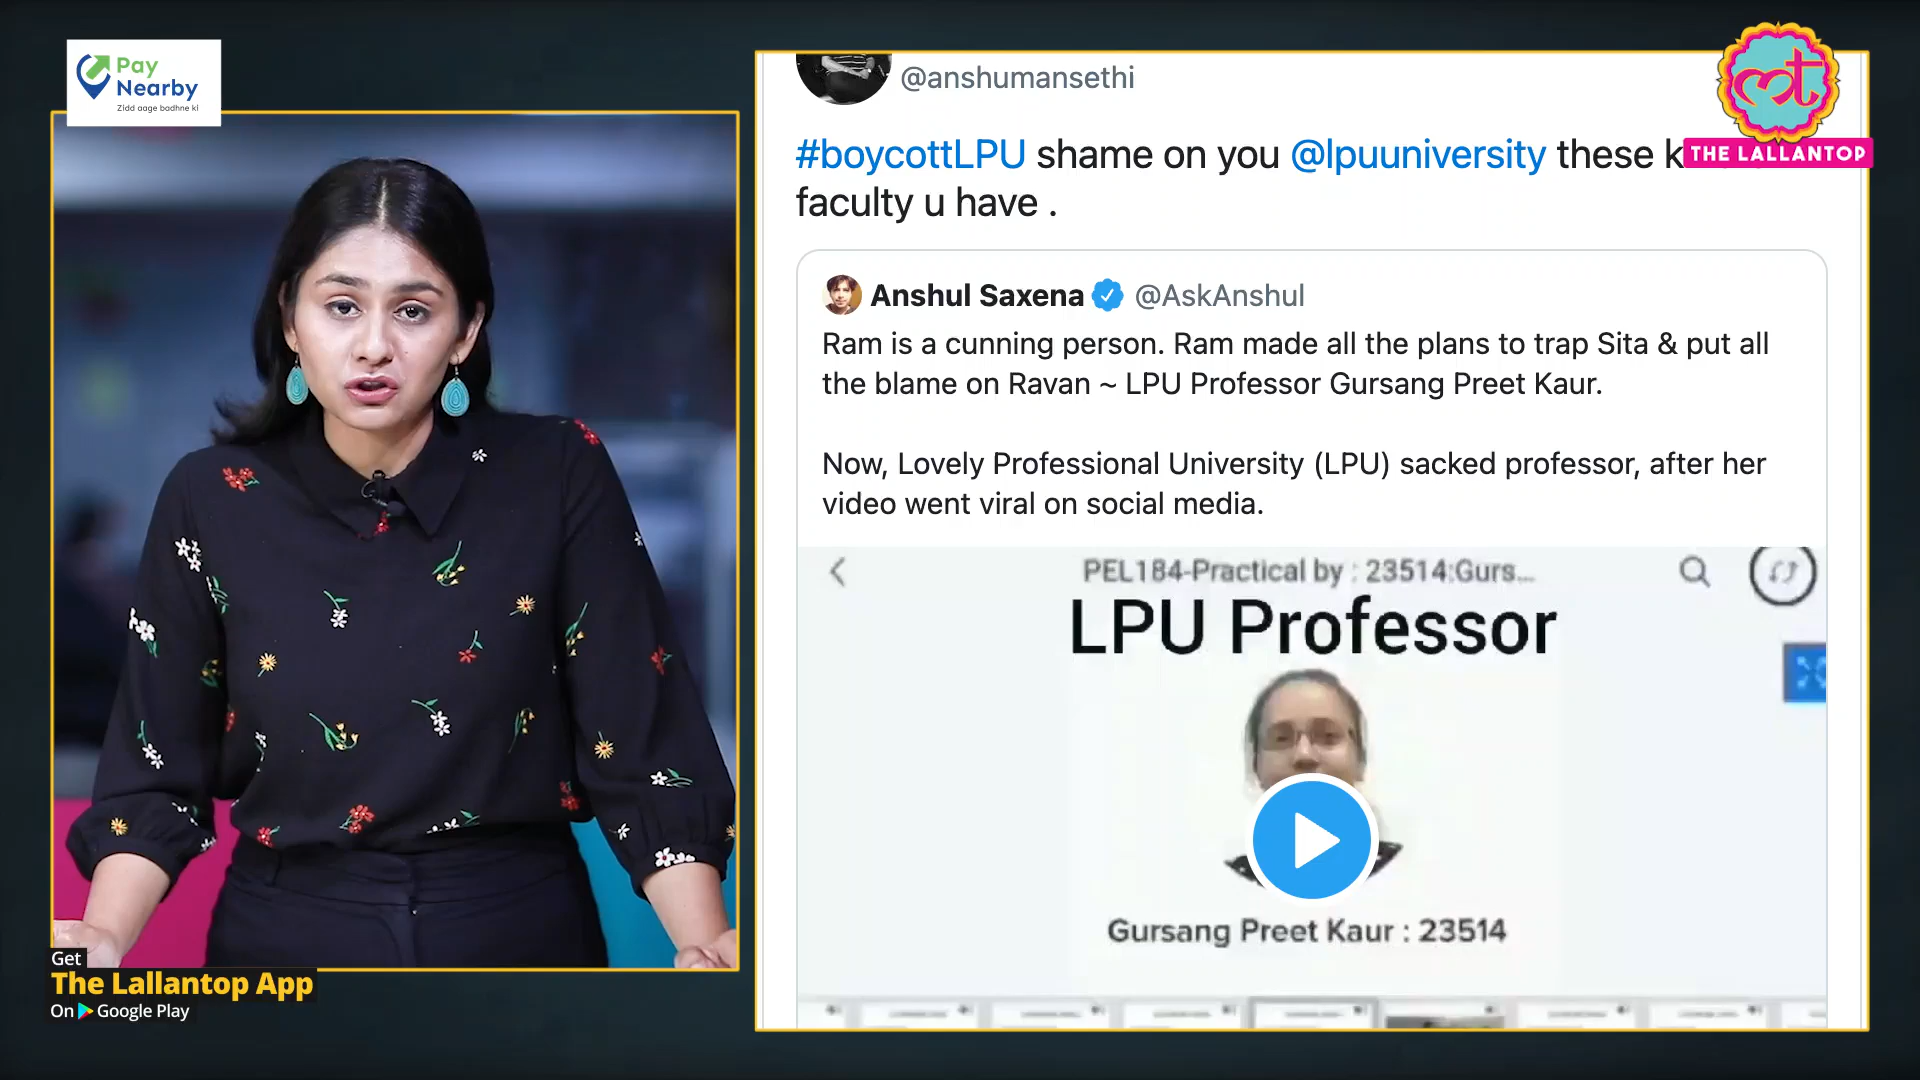 Pay
Nearby
Zidd aage badhne ki
@anshumansethi
#boycottLPU shame on you @lpuuniversity these
faculty u have .
THE LALLANTOP
Anshul Saxena @AskAnshul
Ram is a cunning person. Ram made all the plans to trap Sita & put all
the blame on Ravan ~ LPU Professor Gursang Preet Kaur.
Now, Lovely Professional University (LPU) sacked professor, after her
video went viral on social media.
PEL184-Practical by : 23514:Gurs...
LPU Professor
Gursang Preet Kaur : 23514
Get
The Lallantop App
On Google Play